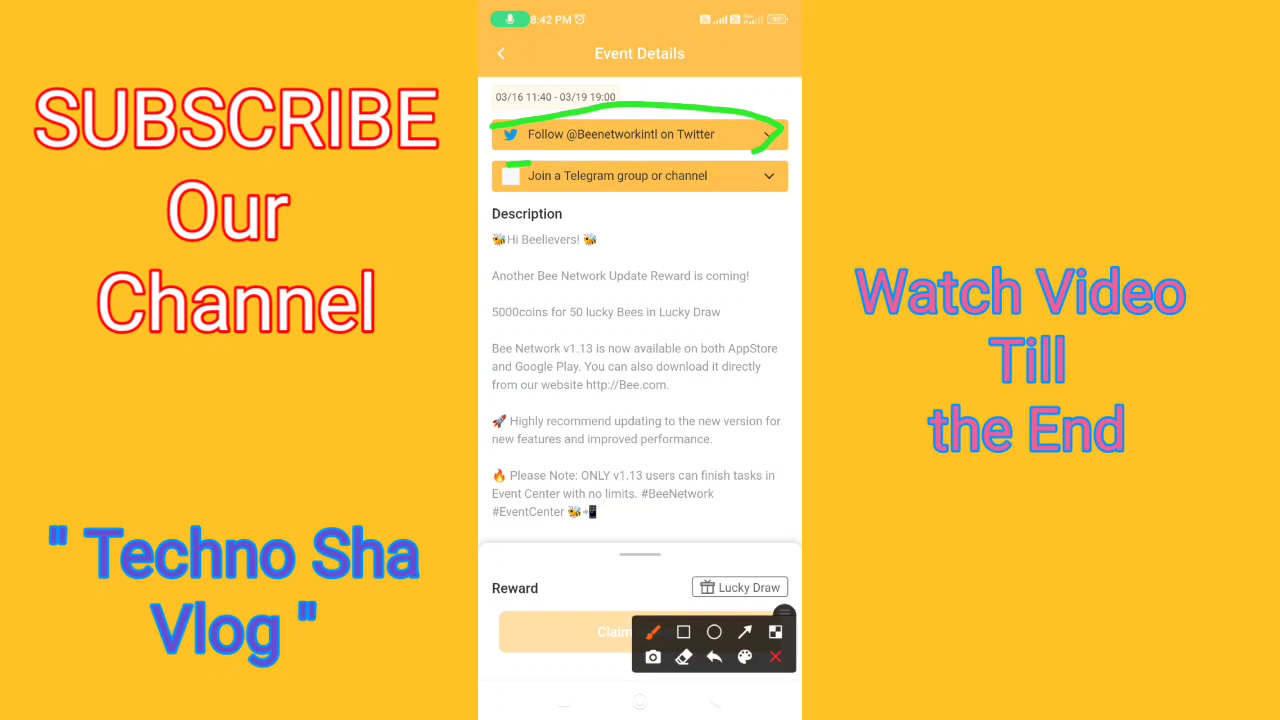 SUBSCRIBE
Our
Channel
" Techno Sha
Vlog "
8:42 PM
Event Details
03/16 11:40 - 03/19 19:00
Follow @Beenetworkintl on Twitter
Join a Telegram group or channel
Description
🐝Hi Beelievers! 🐝
Another Bee Network Update Reward is coming!
5000coins for 50 lucky Bees in Lucky Draw
Bee Network v1.13 is now available on both AppStore
and Google Play. You can also download it directly
from our website http://Bee.com.
🚀 Highly recommend updating to the new version for
new features and improved performance.
🔥 Please Note: ONLY v1.13 users can finish tasks in
Event Center with no limits. #BeeNetwork
#EventCenter 🐝📲
Reward
Lucky Draw
Watch Video
Till
the End